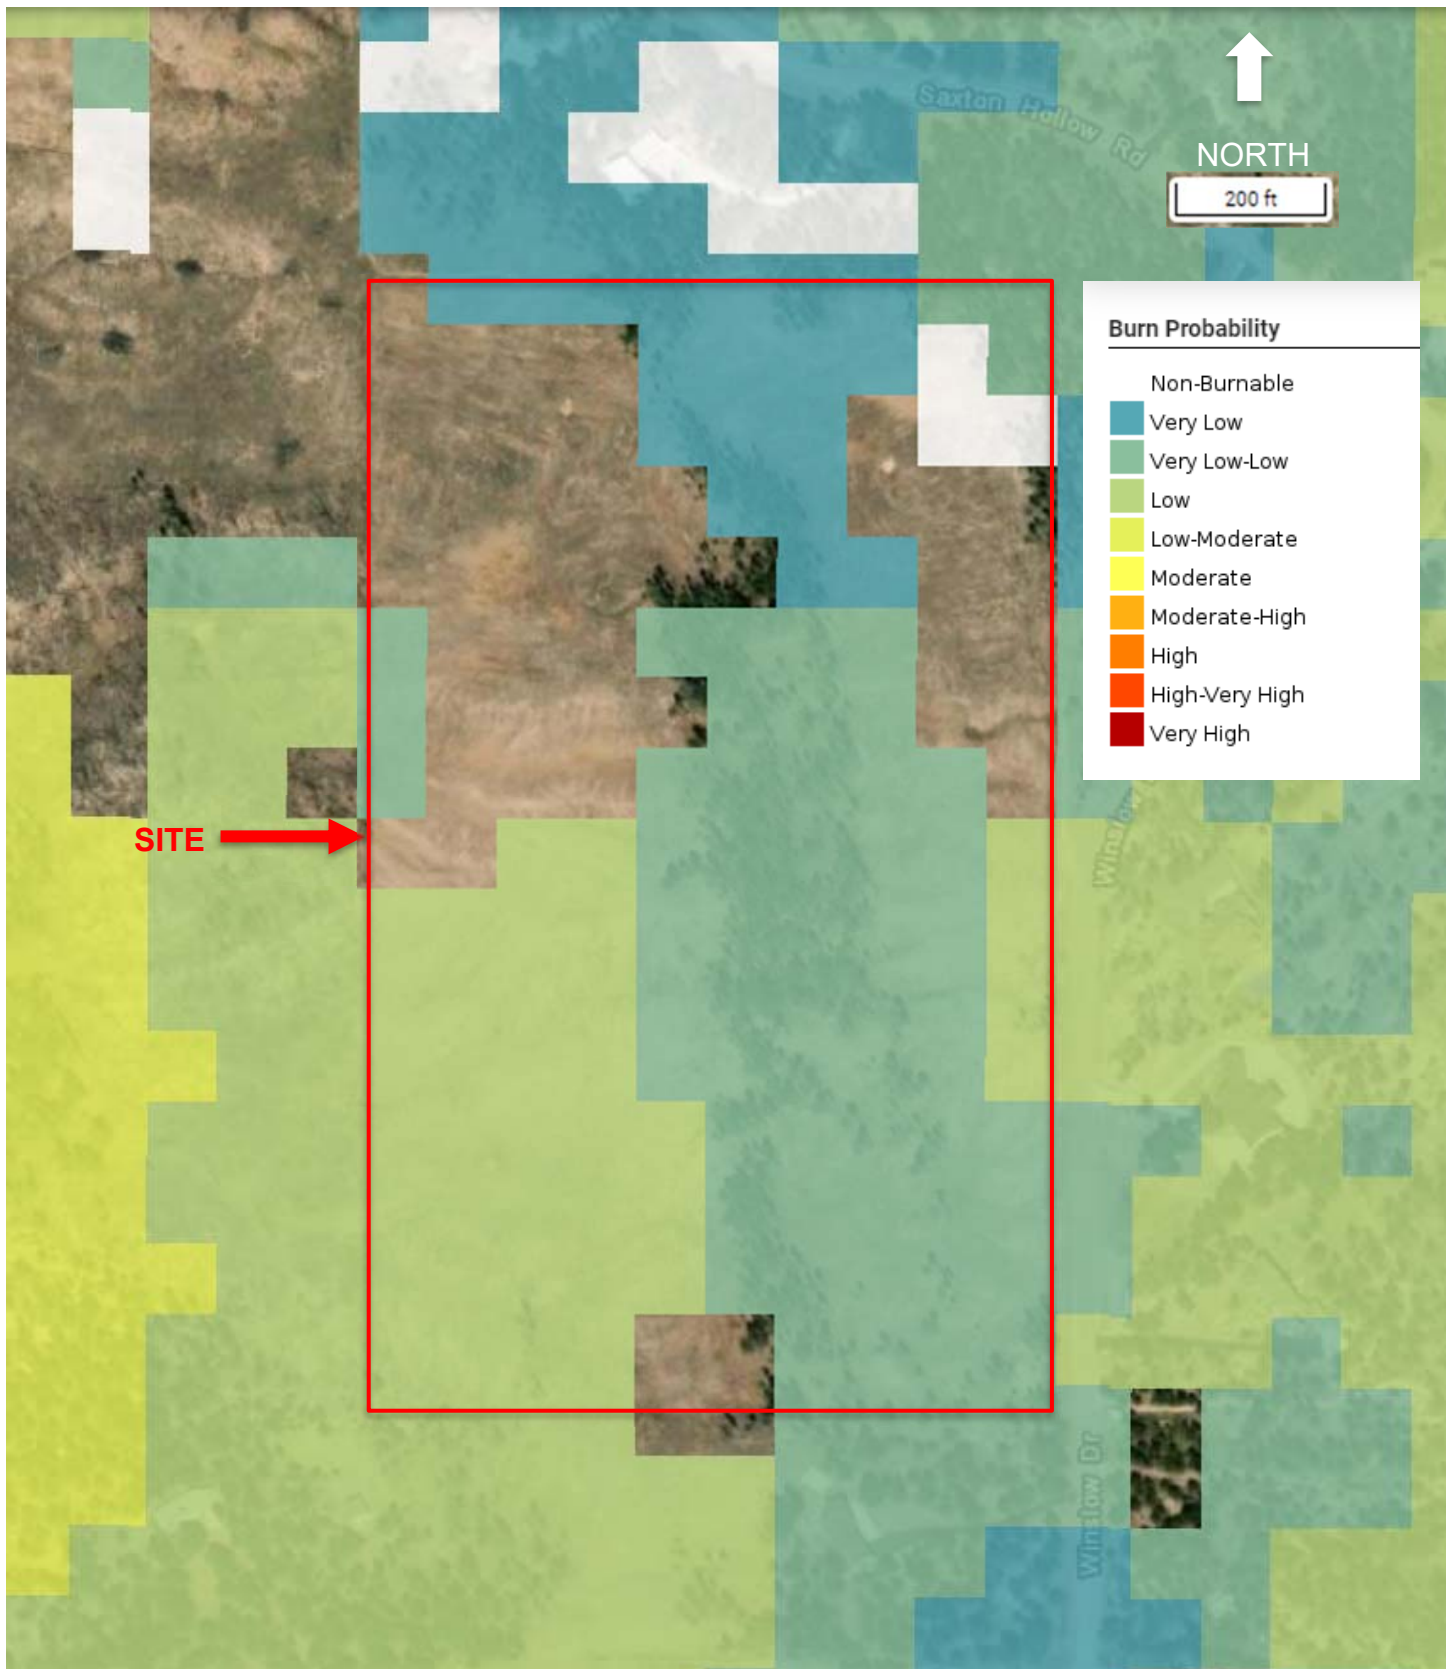 Saxton Hollow Rd
NORTH
200 ft
Burn Probability
Non-Burnable
Very Low
Very Low-Low
Low
Low-Moderate
Moderate
Moderate-High
High
High-Very High
Very High
SITE
Winslow
Winslow Dr